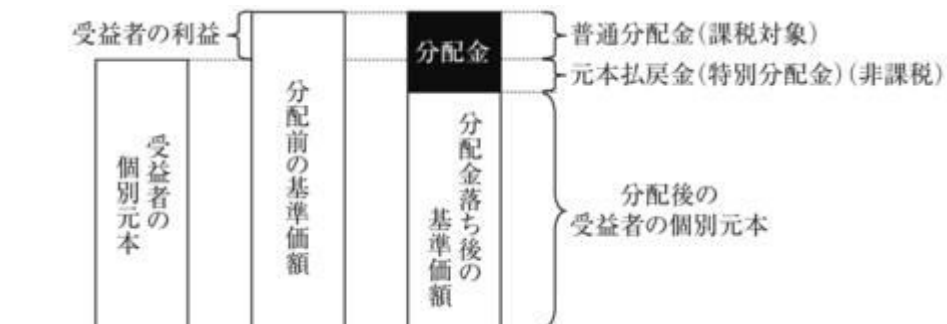 受益者の利益
受益者の
個別元本
分配前の基準価額
分配金
分配金落ち後の
基準価額
普通分配金(課税対象)
元本払戻金(特別分配金)(非課税)
分配後の
受益者の個別元本